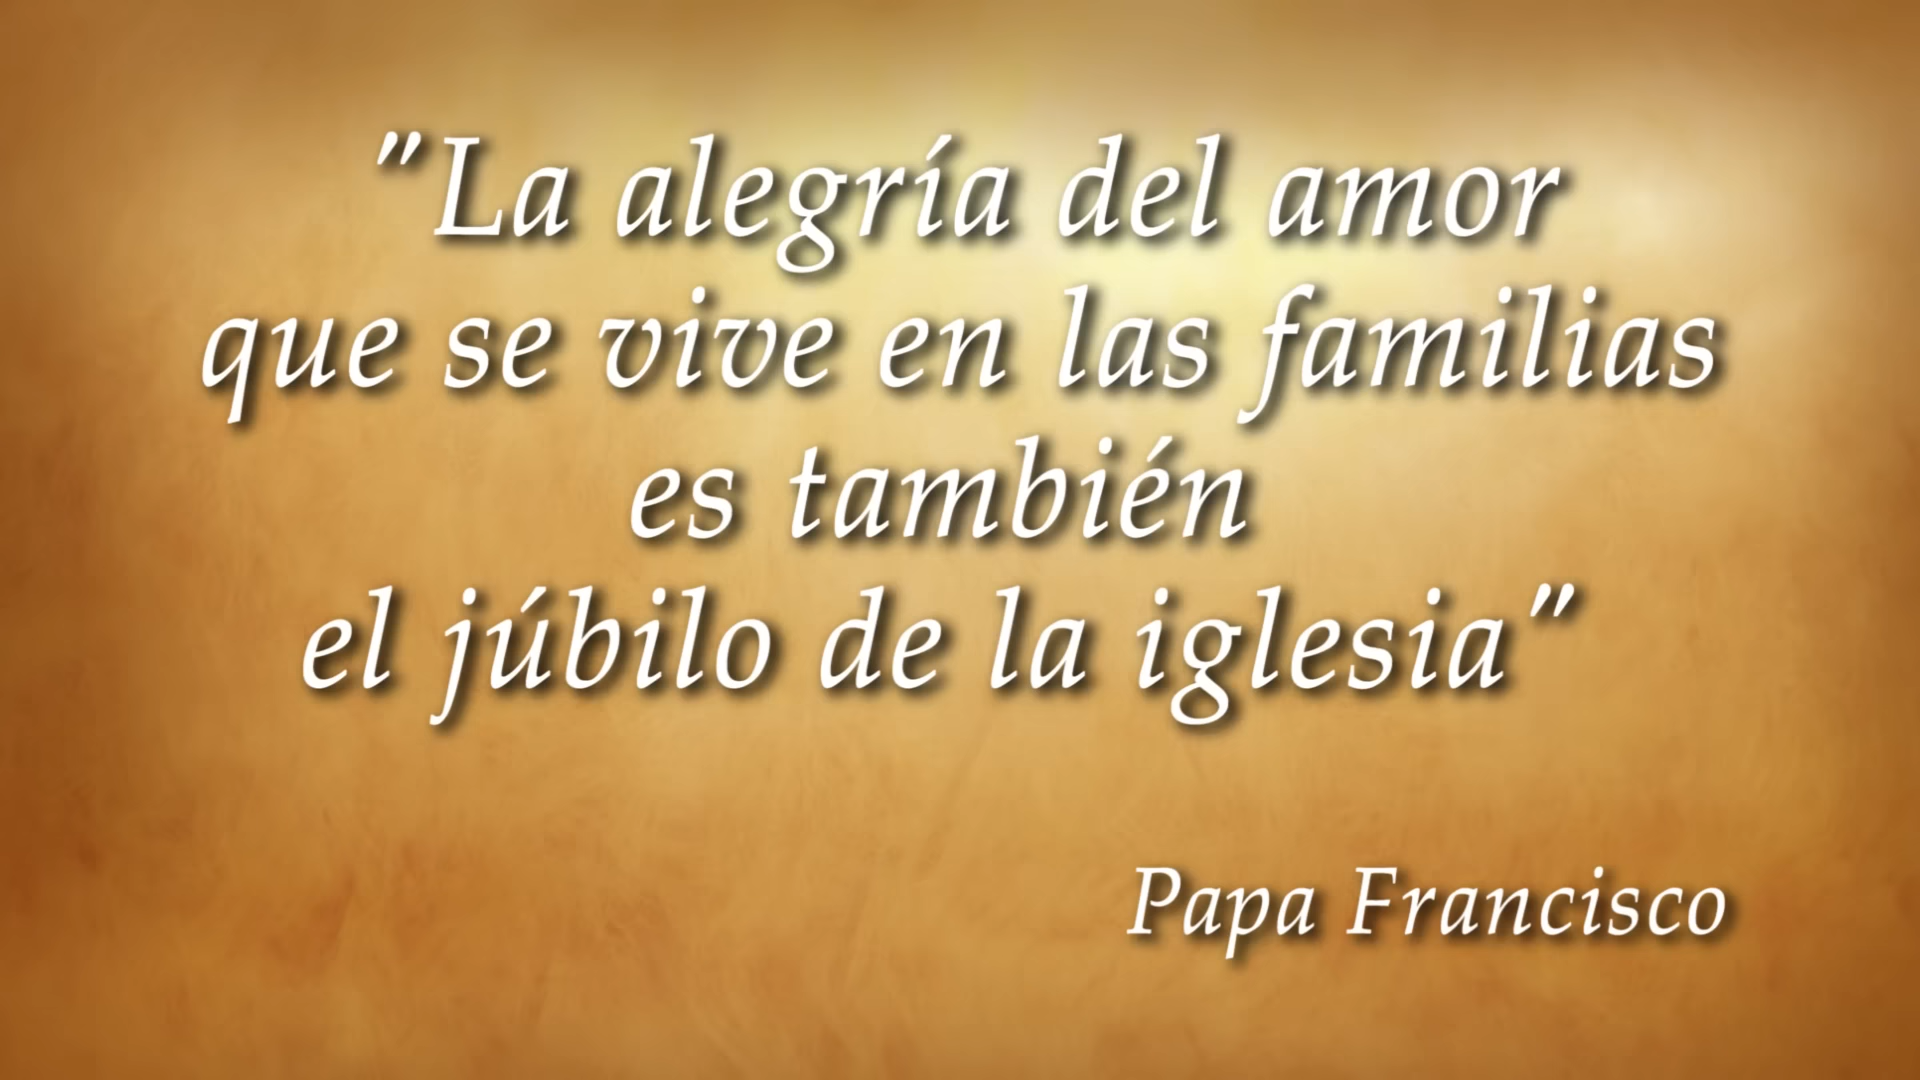 "La alegría del amor
que se vive en las familias
es también
el júbilo de la iglesia"
Papa Francisco